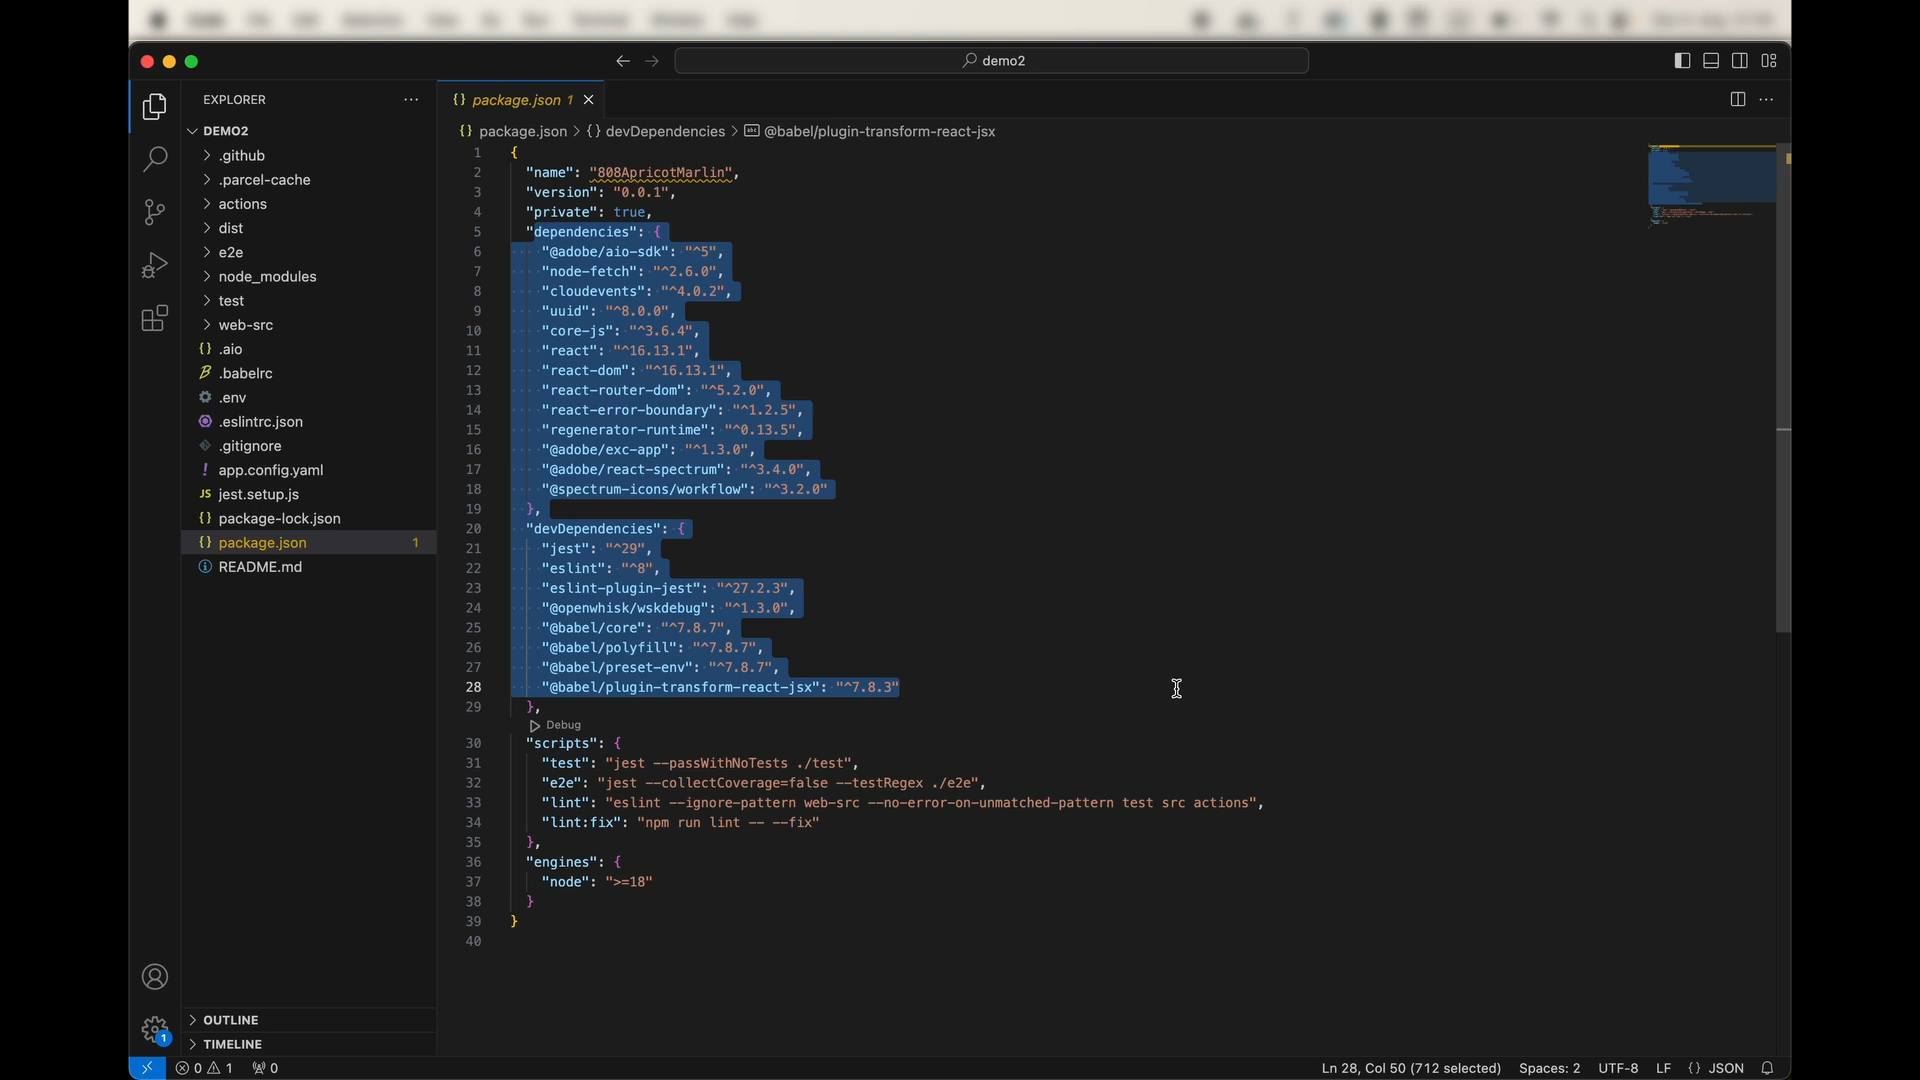 demo2
EXPLORER
package.json 1
DEMO2
package.json > {} devDependencies > @babel/plugin-transform-react-jsx
.github
.parcel-cache
actions
dist
e2e
node_modules
test
web-src
{} .aio
.babelrc
.env
.eslintrc.json
.gitignore
! app.config.yaml
JS jest.setup.js
{} package-lock.json
{} package.json 1
README.md
OUTLINE
TIMELINE
1 {
2 "name": "808ApricotMarlin",
3 "version": "0.0.1",
4 "private": true,
5 "dependencies": {
6 "@adobe/aio-sdk": "^5",
7 "node-fetch": "^2.6.0",
8 "cloudevents": "^4.0.2",
9 "uuid": "^8.0.0",
10 "core-js": "^3.6.4",
11 "react": "^16.13.1",
12 "react-dom": "^16.13.1",
13 "react-router-dom": "^5.2.0",
14 "react-error-boundary": "^1.2.5",
15 "regenerator-runtime": "^0.13.5",
16 "@adobe/exc-app": "^1.3.0",
17 "@adobe/react-spectrum": "^3.4.0",
18 "@spectrum-icons/workflow": "^3.2.0"
19 },
20 "devDependencies": {
21 "jest": "^29",
22 "eslint": "^8",
23 "eslint-plugin-jest": "^27.2.3",
24 "@openwhisk/wskdebug": "^1.3.0",
25 "@babel/core": "^7.8.7",
26 "@babel/polyfill": "^7.8.7",
27 "@babel/preset-env": "^7.8.7",
28 "@babel/plugin-transform-react-jsx": "^7.8.3"
29 },
Debug
30 "scripts": {
31 "test": "jest --passWithNoTests ./test",
32 "e2e": "jest --collectCoverage=false --testRegex ./e2e",
33 "lint": "eslint --ignore-pattern web-src --no-error-on-unmatched-pattern test src actions",
34 "lint:fix": "npm run lint -- --fix"
35 },
36 "engines": {
37 "node": ">=18"
38 }
39 }
40
1
0 1 0
Ln 28, Col 50 (712 selected) Spaces: 2 UTF-8 LF {} JSON